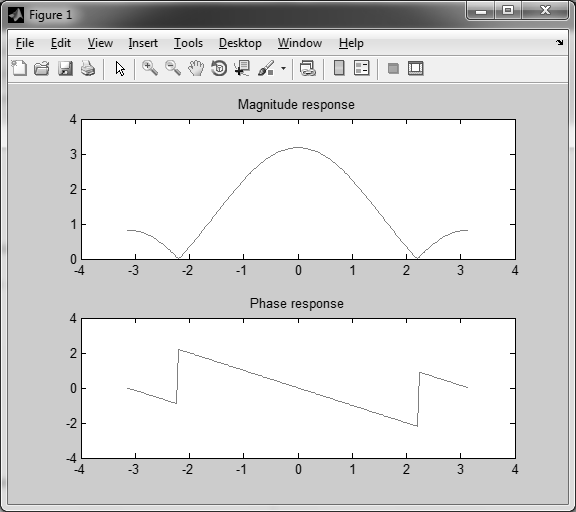 Figure 1
File Edit View Insert Tools Desktop Window Help
Magnitude response
4
3
2
1
0
-4 -3 -2 -1 0 1 2 3 4
Phase response
4
2
0
-2
-4
-4 -3 -2 -1 0 1 2 3 4